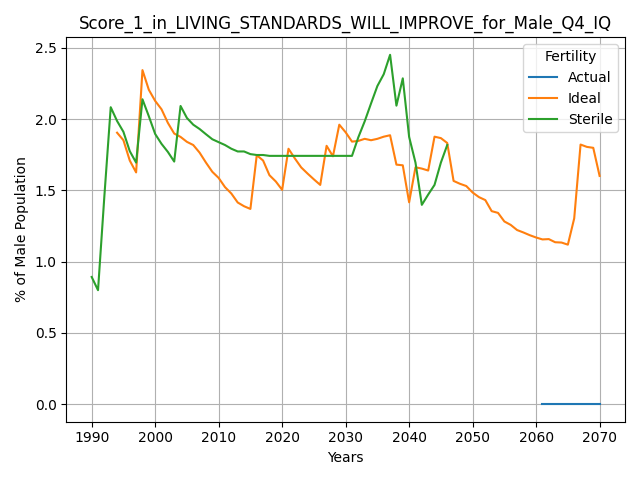 Score_1_in_LIVING_STANDARDS_WILL_IMPROVE_for_Male_Q4_IQ
Fertility
Actual
Ideal
Sterile
% of Male Population
2.5
2.0
1.5
1.0
0.5
0.0
1990 2000 2010 2020 2030 2040 2050 2060 2070
Years